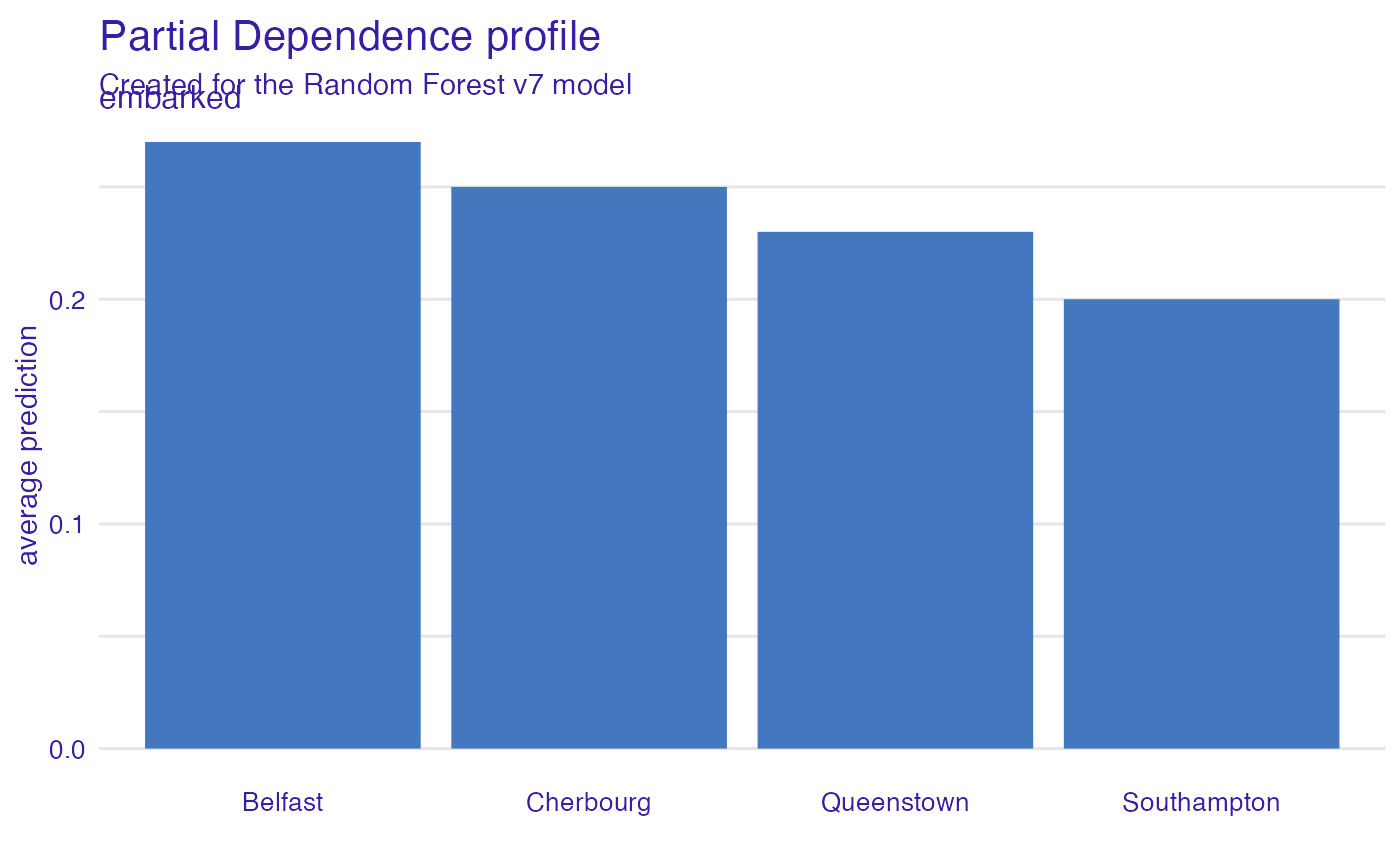 Partial Dependence profile
Created for the Random Forest v7 model
embarked
average prediction
0.2
0.1
0.0
Belfast Cherbourg Queenstown Southampton